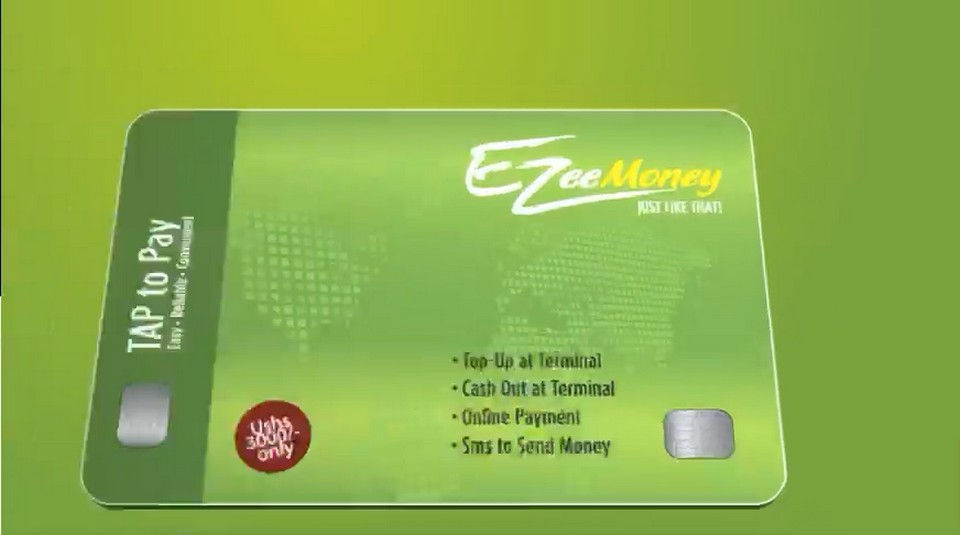 EZeeMoney
JUST LIKE THAT!
TAP to Pay
Easy • Reliable • Convenient
• Top-Up at Terminal
• Cash Out at Terminal
• Online Payment
• Sms to Send Money
Ushs
3000/-
only